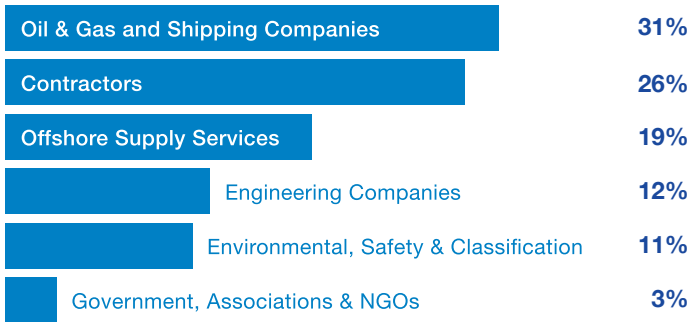 Oil & Gas and Shipping Companies 31%
Contractors 26%
Offshore Supply Services 19%
Engineering Companies 12%
Environmental, Safety & Classification 11%
Government, Associations & NGOs 3%